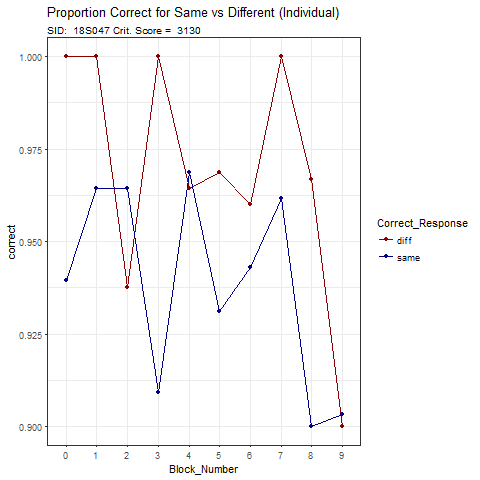 Proportion Correct for Same vs Different (Individual)
SID:  18S047 Crit. Score =  3130
1.000
0.975
0.950
0.925
0.900
correct
0 1 2 3 4 5 6 7 8 9
Block_Number
Correct_Response
diff
same